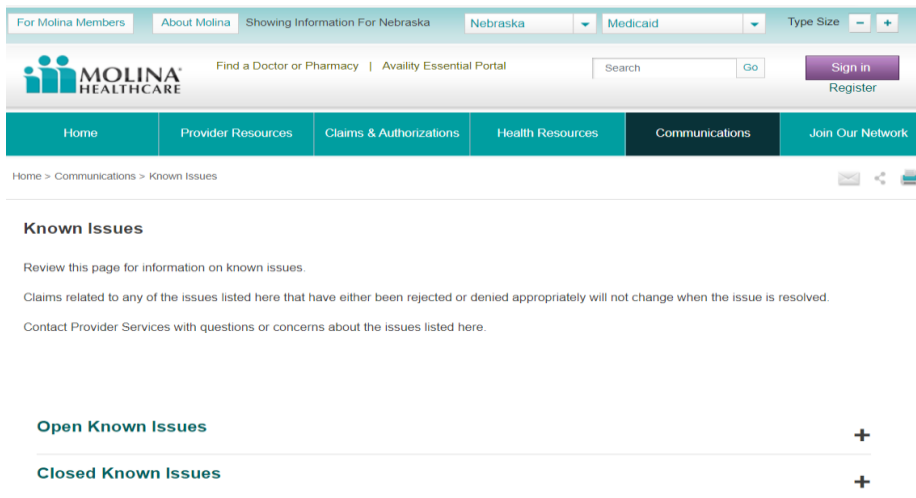 For Molina Members About Molina Showing Information For Nebraska Nebraska Medicaid Type Size - +
MOLINA®
HEALTHCARE
Find a Doctor or Pharmacy | Availity Essential Portal
Search Go
Sign in
Register
Home Provider Resources Claims & Authorizations Health Resources Communications Join Our Network
Home > Communications > Known Issues
Known Issues
Review this page for information on known issues.
Claims related to any of the issues listed here that have either been rejected or denied appropriately will not change when the issue is resolved.
Contact Provider Services with questions or concerns about the issues listed here.
Open Known Issues +
Closed Known Issues +